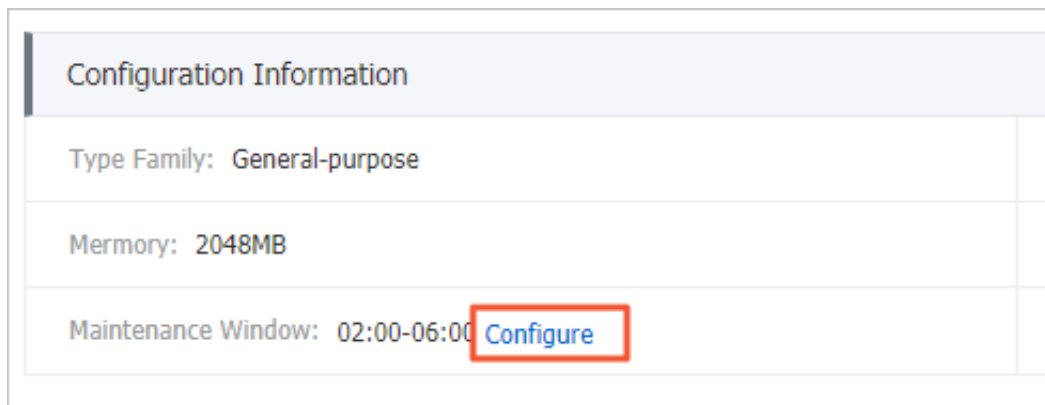 Configuration Information
Type Family: General-purpose
Mermory: 2048MB
Maintenance Window: 02:00-06:00 Configure